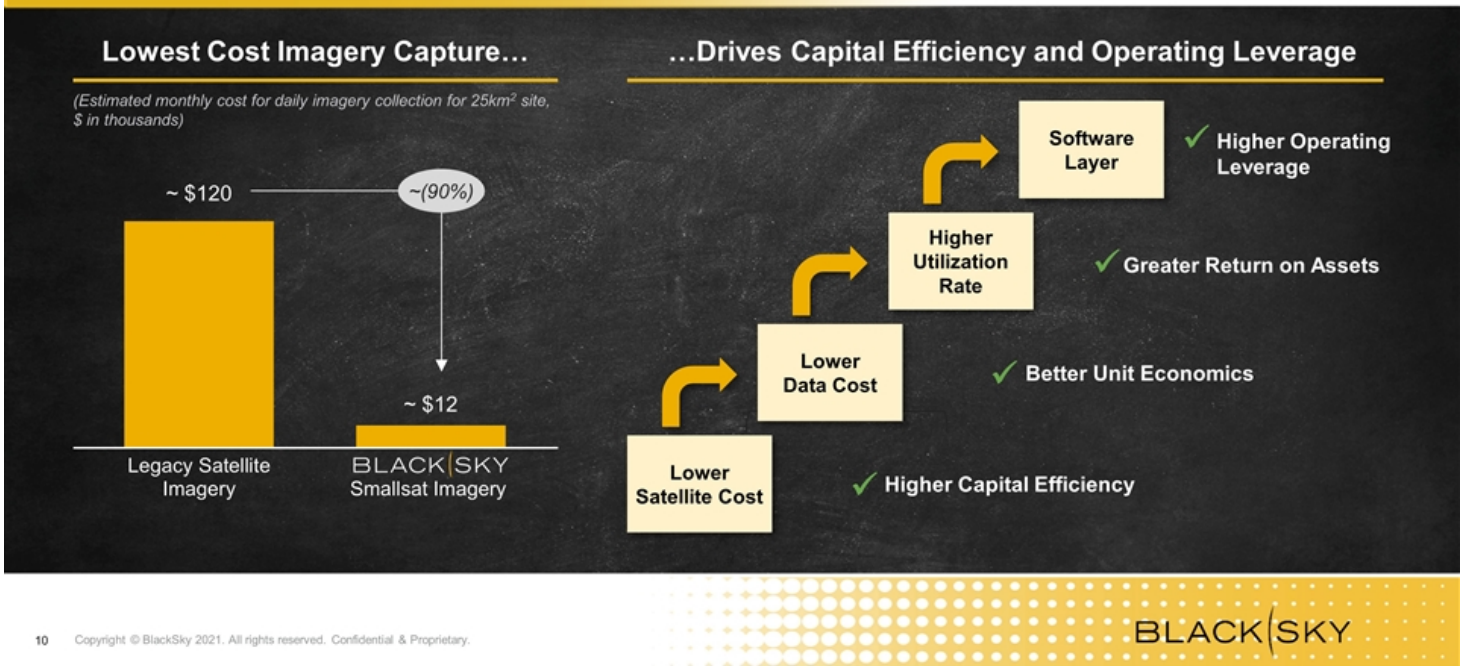 Lowest Cost Imagery Capture…
(Estimated monthly cost for daily imagery collection for 25km² site,
$ in thousands)
~ $120
~(90%)
~ $12
Legacy Satellite
Imagery
BLACK SKY
Smallsat Imagery
…Drives Capital Efficiency and Operating Leverage
Software
Layer
Higher Operating
Leverage
Higher
Utilization
Rate
Greater Return on Assets
Lower
Data Cost
Better Unit Economics
Lower
Satellite Cost
Higher Capital Efficiency
10 Copyright © BlackSky 2021. All rights reserved. Confidential & Proprietary.
BLACK SKY